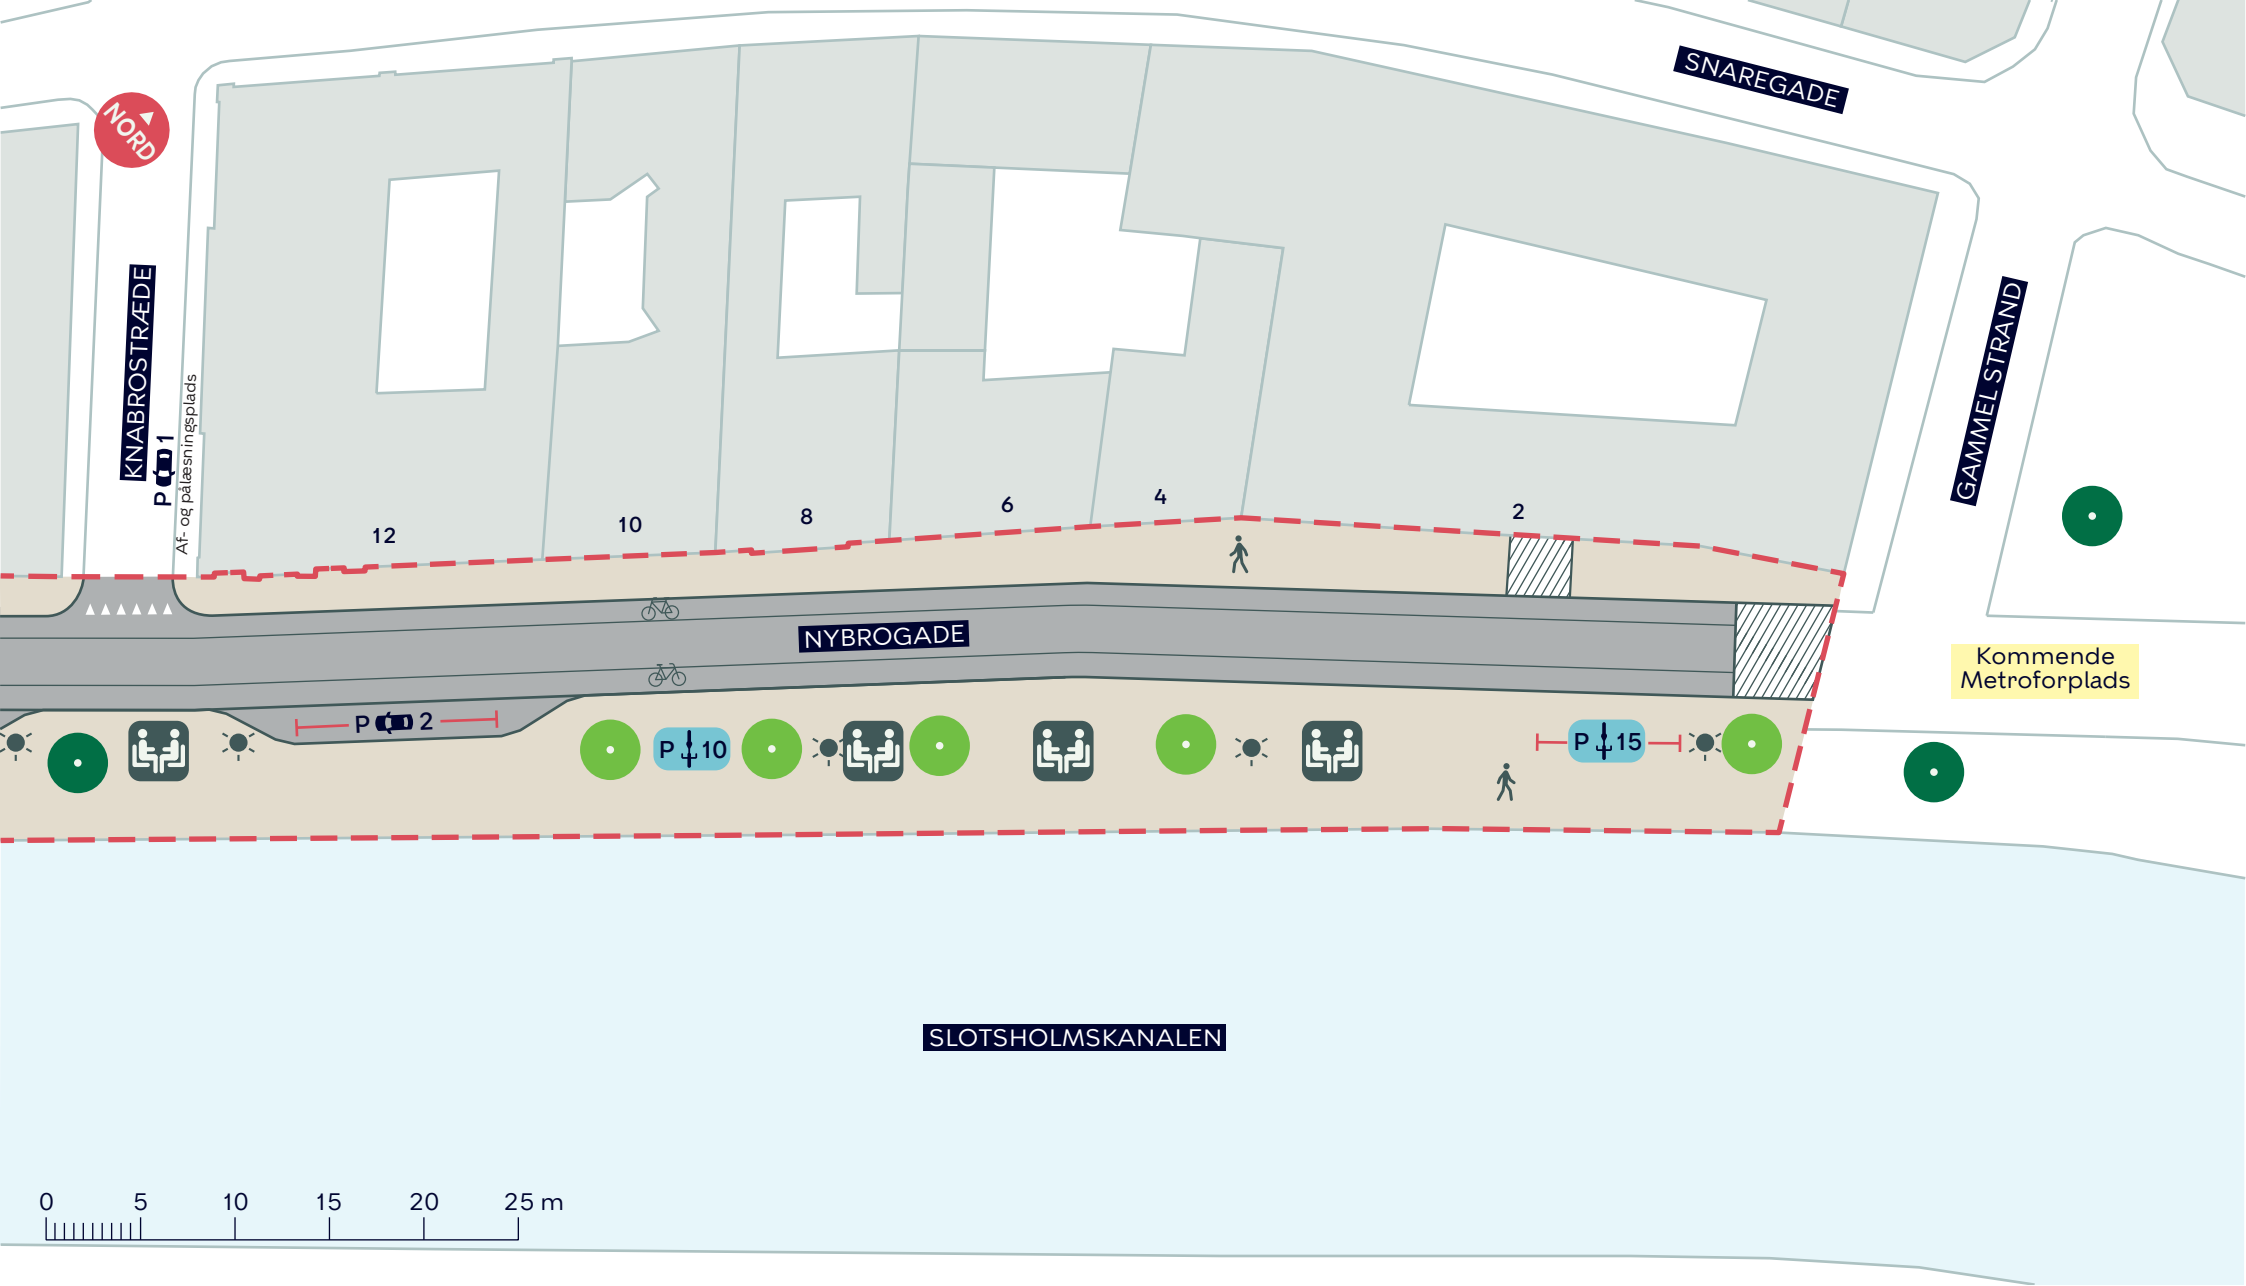 SNAREGADE
NORD
KNABROSTRÆDE
P 1
Af- og pålæsningsplads
GAMMEL STRAND
12
10
8
6
4
2
NYBROGADE
Kommende
Metroforplads
P 2
P 10
P 15
SLOTSHOLMSKANALEN
0 5 10 15 20 25 m